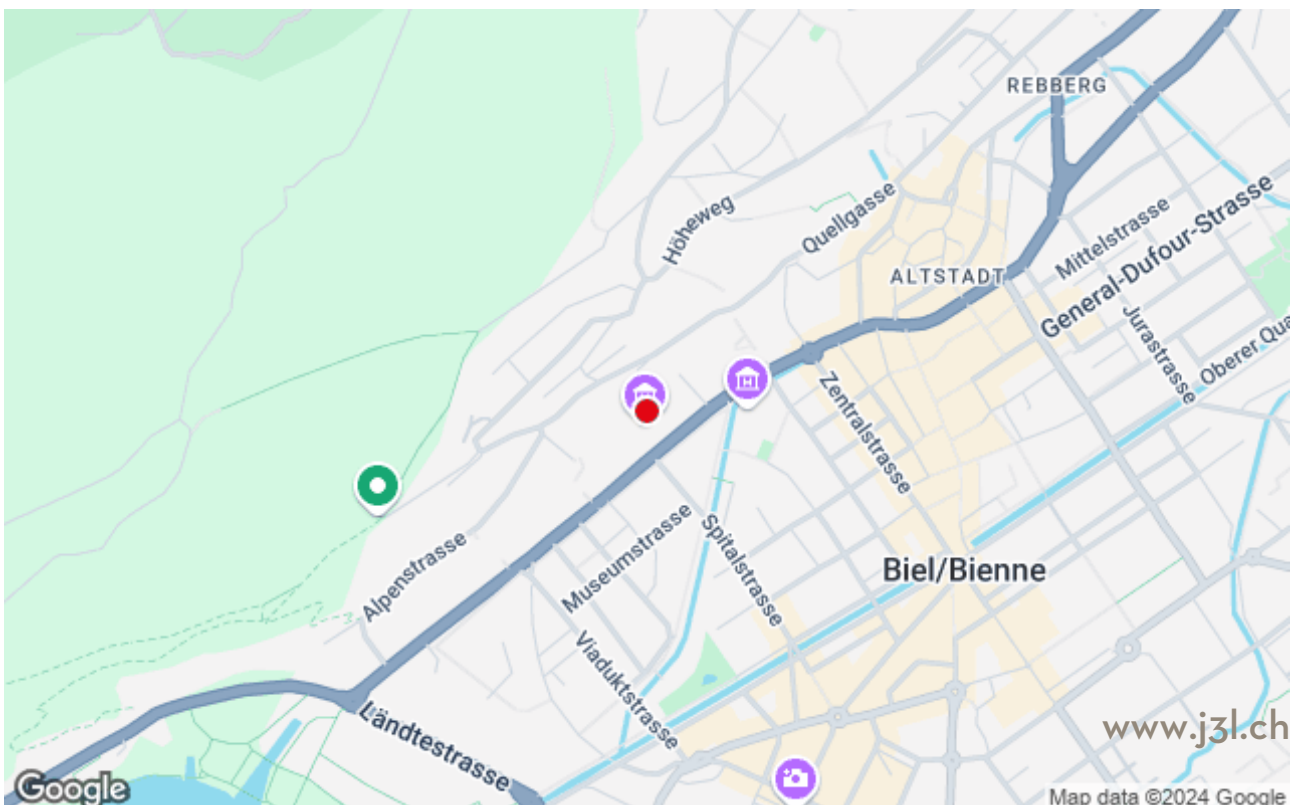 REBBERG
Höheweg
Quellgasse
Mittelstrasse
General-Dufour-Strasse
ALTSTADT
Jurastrasse
Oberer Qua
Zentralstrasse
Museumstrasse
Spitalstrasse
Alpenstrasse
Biel/Bienne
Viaduktstrasse
Ländtestrasse
www.j3l.ch
Google
Map data ©2024 Google